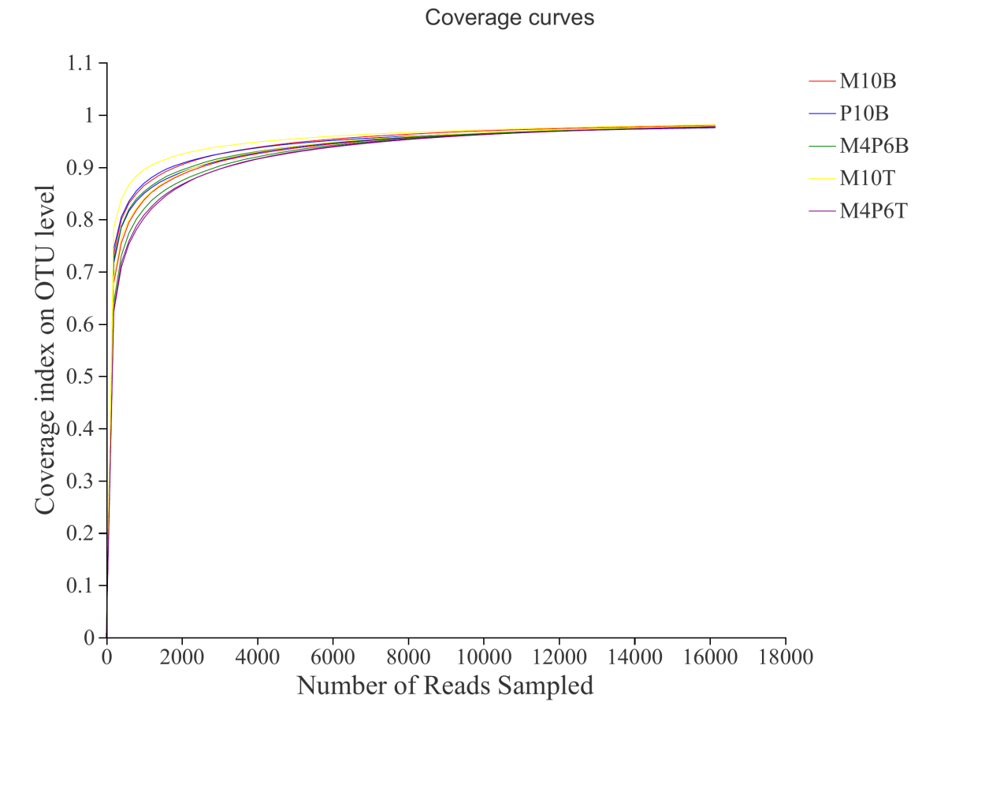 Coverage curves
1.1
1
0.9
0.8
0.7
0.6
0.5
0.4
0.3
0.2
0.1
0
Coverage index on OTU level
0 2000 4000 6000 8000 10000 12000 14000 16000 18000
Number of Reads Sampled
M10B
P10B
M4P6B
M10T
M4P6T